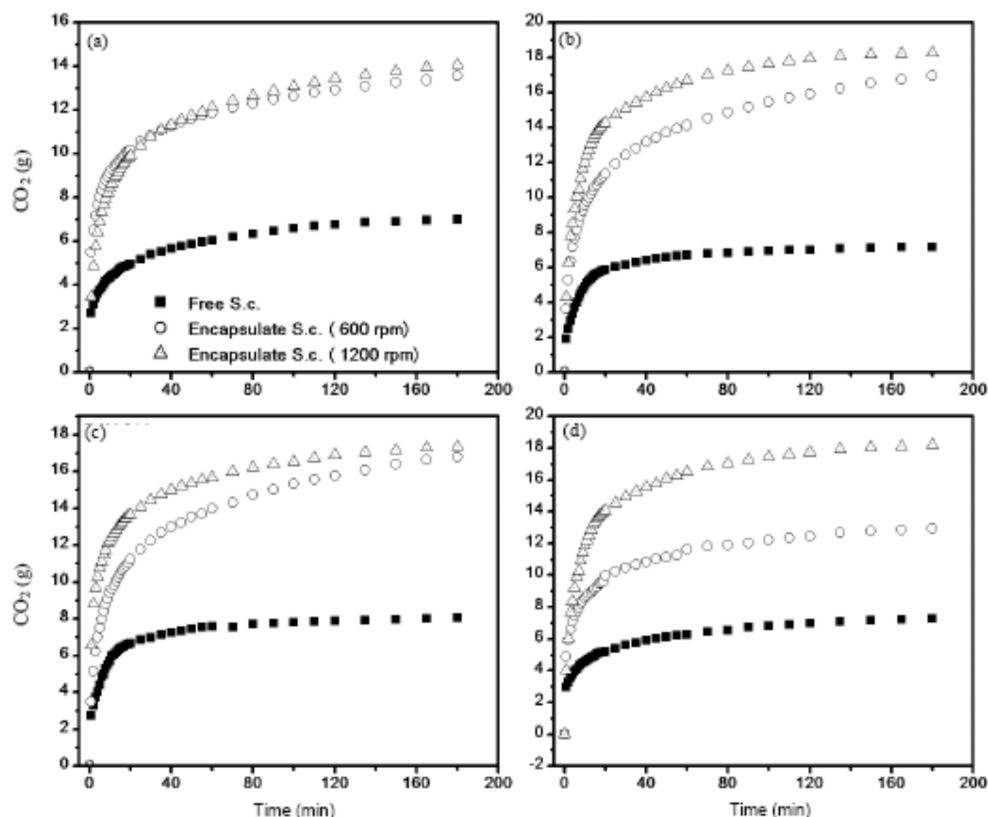 (a)
16
14
12
10
8
6
4
2
0
CO₂ (g)
0 40 80 120 160 200
■ Free S.c.
○ Encapsulate S.c. ( 600 rpm)
△ Encapsulate S.c. ( 1200 rpm)
(b)
20
18
16
14
12
10
8
6
4
2
0
0 40 80 120 160 200
(c)
18
16
14
12
10
8
6
4
2
0
CO₂ (g)
0 40 80 120 160 200
Time (min)
(d)
20
18
16
14
12
10
8
6
4
2
0
-2
0 40 80 120 160 200
Time (min)